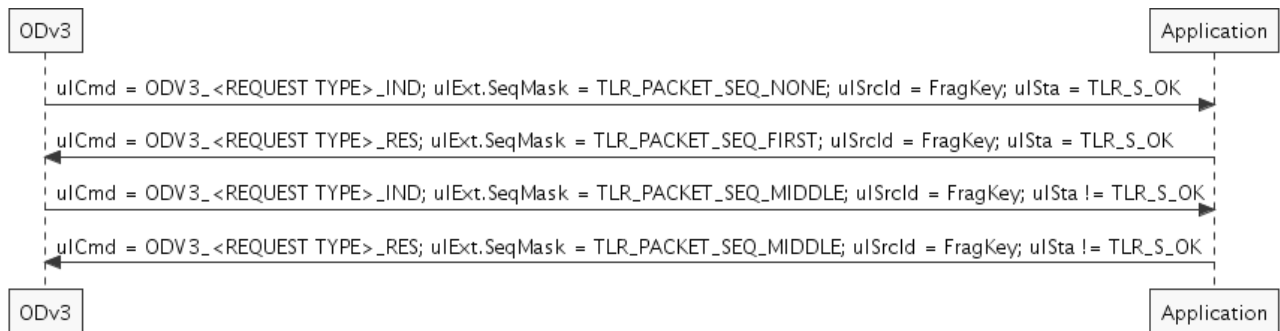 ODv3 Application
ulCmd = ODV3_<REQUEST TYPE>_IND; ulExt.SeqMask = TLR_PACKET_SEQ_NONE; ulSrcId = FragKey; ulSta = TLR_S_OK
ulCmd = ODV3_<REQUEST TYPE>_RES; ulExt.SeqMask = TLR_PACKET_SEQ_FIRST; ulSrcId = FragKey; ulSta = TLR_S_OK
ulCmd = ODV3_<REQUEST TYPE>_IND; ulExt.SeqMask = TLR_PACKET_SEQ_MIDDLE; ulSrcId = FragKey; ulSta != TLR_S_OK
ulCmd = ODV3_<REQUEST TYPE>_RES; ulExt.SeqMask = TLR_PACKET_SEQ_MIDDLE; ulSrcId = FragKey; ulSta != TLR_S_OK
ODv3 Application